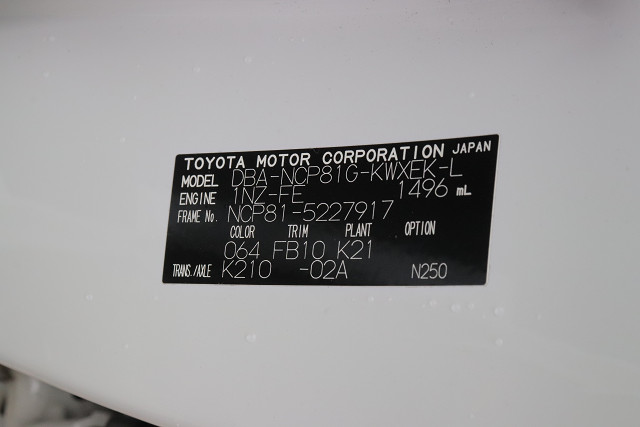 TOYOTA MOTOR CORPORATION JAPAN
MODEL DBA-NCP81G-KWXEK-L
ENGINE 1NZ-FE 1496 mL
FRAME No. NCP81-5227917
COLOR TRIM PLANT OPTION
064 FB10 K21
TRANS./AXLE K210 -02A N250